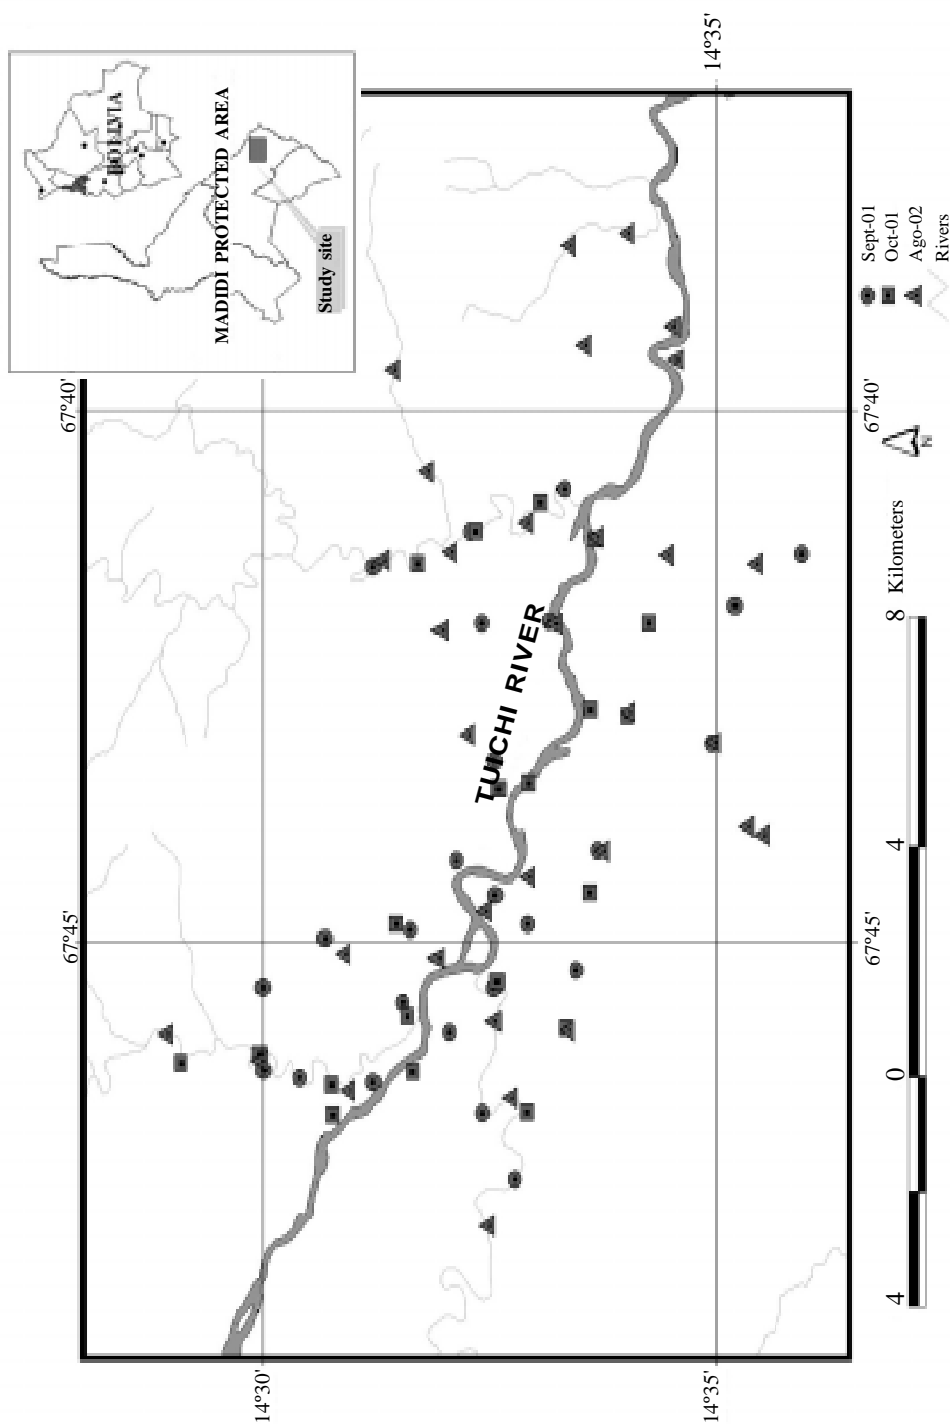 BOLIVIA
MADIDI PROTECTED AREA
Study site
14°35'
67°40'
67°40'
67°45'
67°45'
14°30'
14°35'
TUICHI RIVER
Sept-01
Oct-01
Ago-02
Rivers
N
4
0
4
8 Kilometers